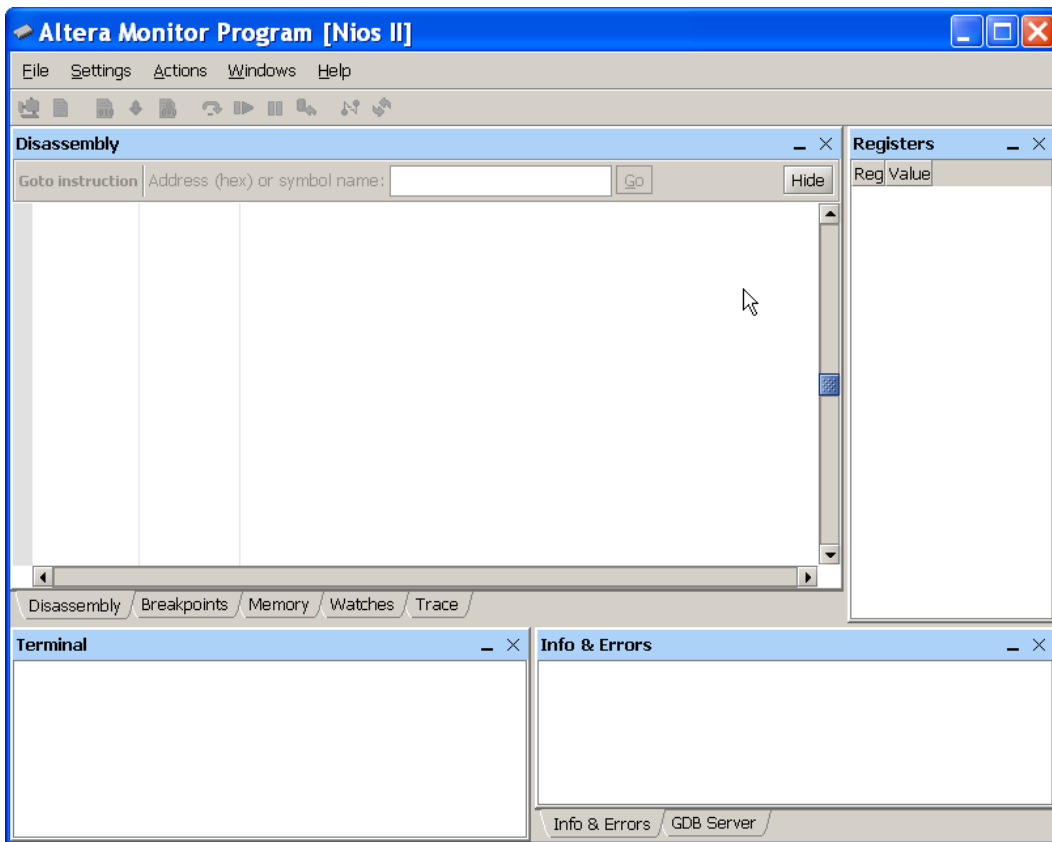 Altera Monitor Program [Nios II]
File Settings Actions Windows Help
Disassembly
Registers
Goto instruction Address (hex) or symbol name: Go Hide
Reg Value
Disassembly Breakpoints Memory Watches Trace
Terminal
Info & Errors
Info & Errors GDB Server